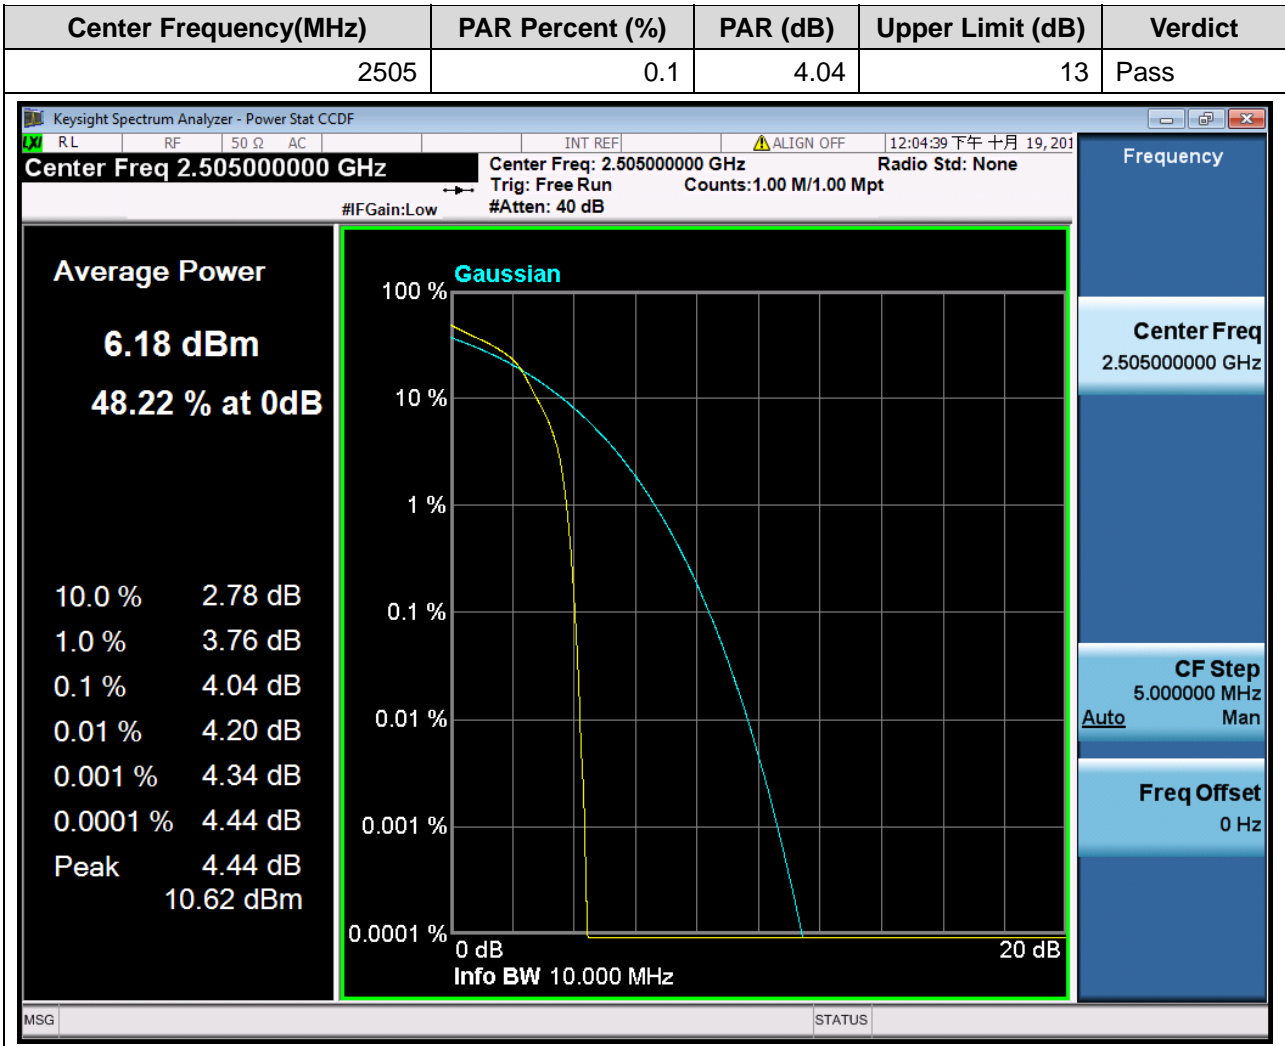 Center Frequency(MHz) PAR Percent (%) PAR (dB) Upper Limit (dB) Verdict
2505 0.1 4.04 13 Pass
Keysight Spectrum Analyzer - Power Stat CCDF
LXI RL RF 50 Ω AC INT REF ALIGN OFF 12:04:39 下午 十月 19, 201
Center Freq 2.505000000 GHz
#IFGain:Low
Center Freq: 2.505000000 GHz Radio Std: None
Trig: Free Run Counts:1.00 M/1.00 Mpt
#Atten: 40 dB
Average Power
6.18 dBm
48.22 % at 0dB
10.0 % 2.78 dB
1.0 % 3.76 dB
0.1 % 4.04 dB
0.01 % 4.20 dB
0.001 % 4.34 dB
0.0001 % 4.44 dB
Peak 4.44 dB
10.62 dBm
Gaussian
100 %
10 %
1 %
0.1 %
0.01 %
0.001 %
0.0001 %
0 dB 20 dB
Info BW 10.000 MHz
Frequency
Center Freq
2.505000000 GHz
CF Step
5.000000 MHz
Auto Man
Freq Offset
0 Hz
MSG STATUS